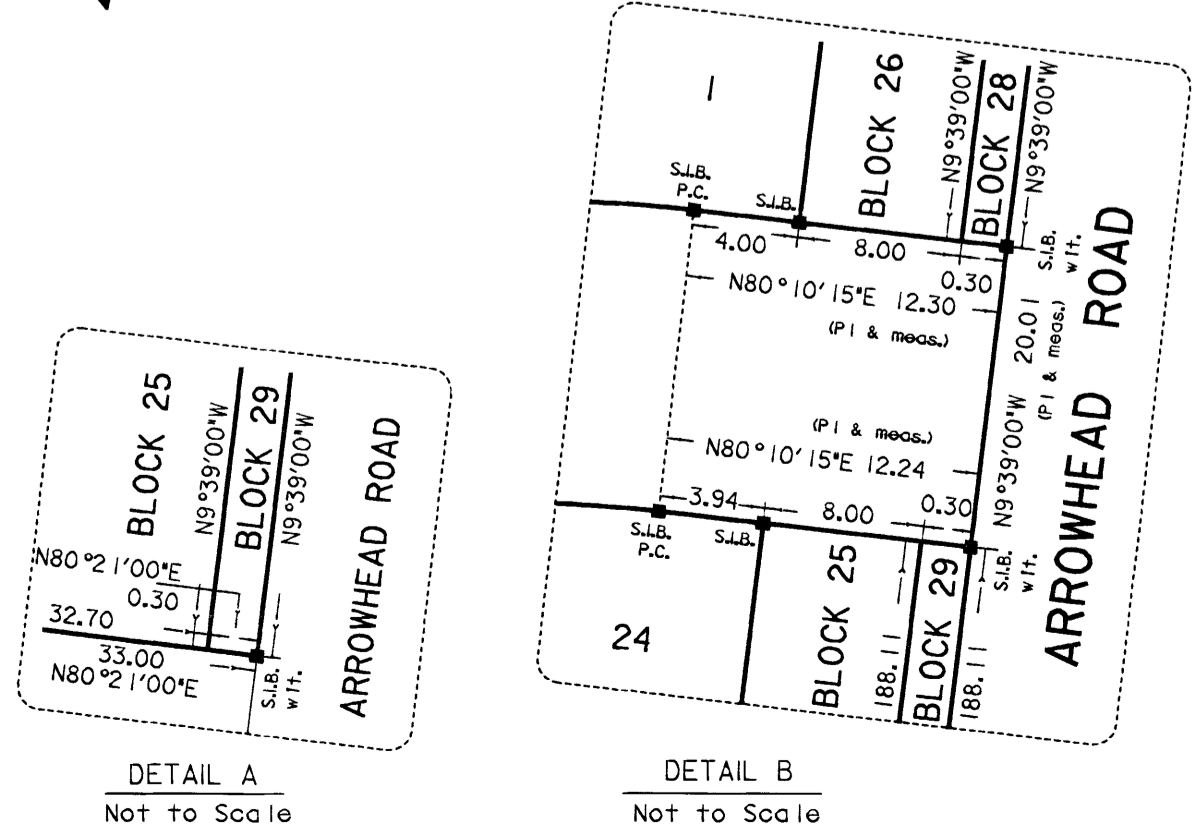 BLOCK 25
N9°39'00"W
BLOCK 29
N9°39'00"W
ARROWHEAD ROAD
N80°21'00"E
0.30
32.70
33.00
N80°21'00"E
S.I.B.
wit.
DETAIL A
Not to Scale
1
BLOCK 26
N9°39'00"W
BLOCK 28
N9°39'00"W
S.I.B.
P.C.
S.I.B.
4.00
8.00
0.30
S.I.B.
wit.
N80°10'15"E 12.30
(P1 & meas.)
N9°39'00"W 20.01
(P1 & meas.)
ARROWHEAD ROAD
(P1 & meas.)
N80°10'15"E 12.24
3.94
8.00
0.30
S.I.B.
P.C.
S.I.B.
S.I.B.
wit.
24
BLOCK 25
188.11
BLOCK 29
188.11
DETAIL B
Not to Scale